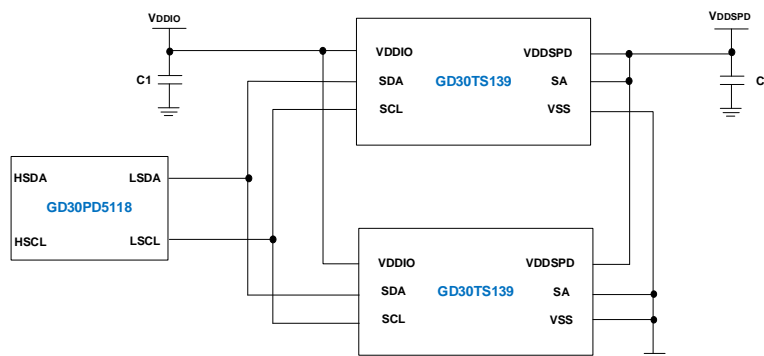 VDDIO
VDDSPD
VDDIO
VDDSPD
C1
SDA
GD30TS139
SA
C
SCL
VSS
HSDA
LSDA
GD30PD5118
HSCL
LSCL
VDDIO
VDDSPD
SDA
GD30TS139
SA
SCL
VSS